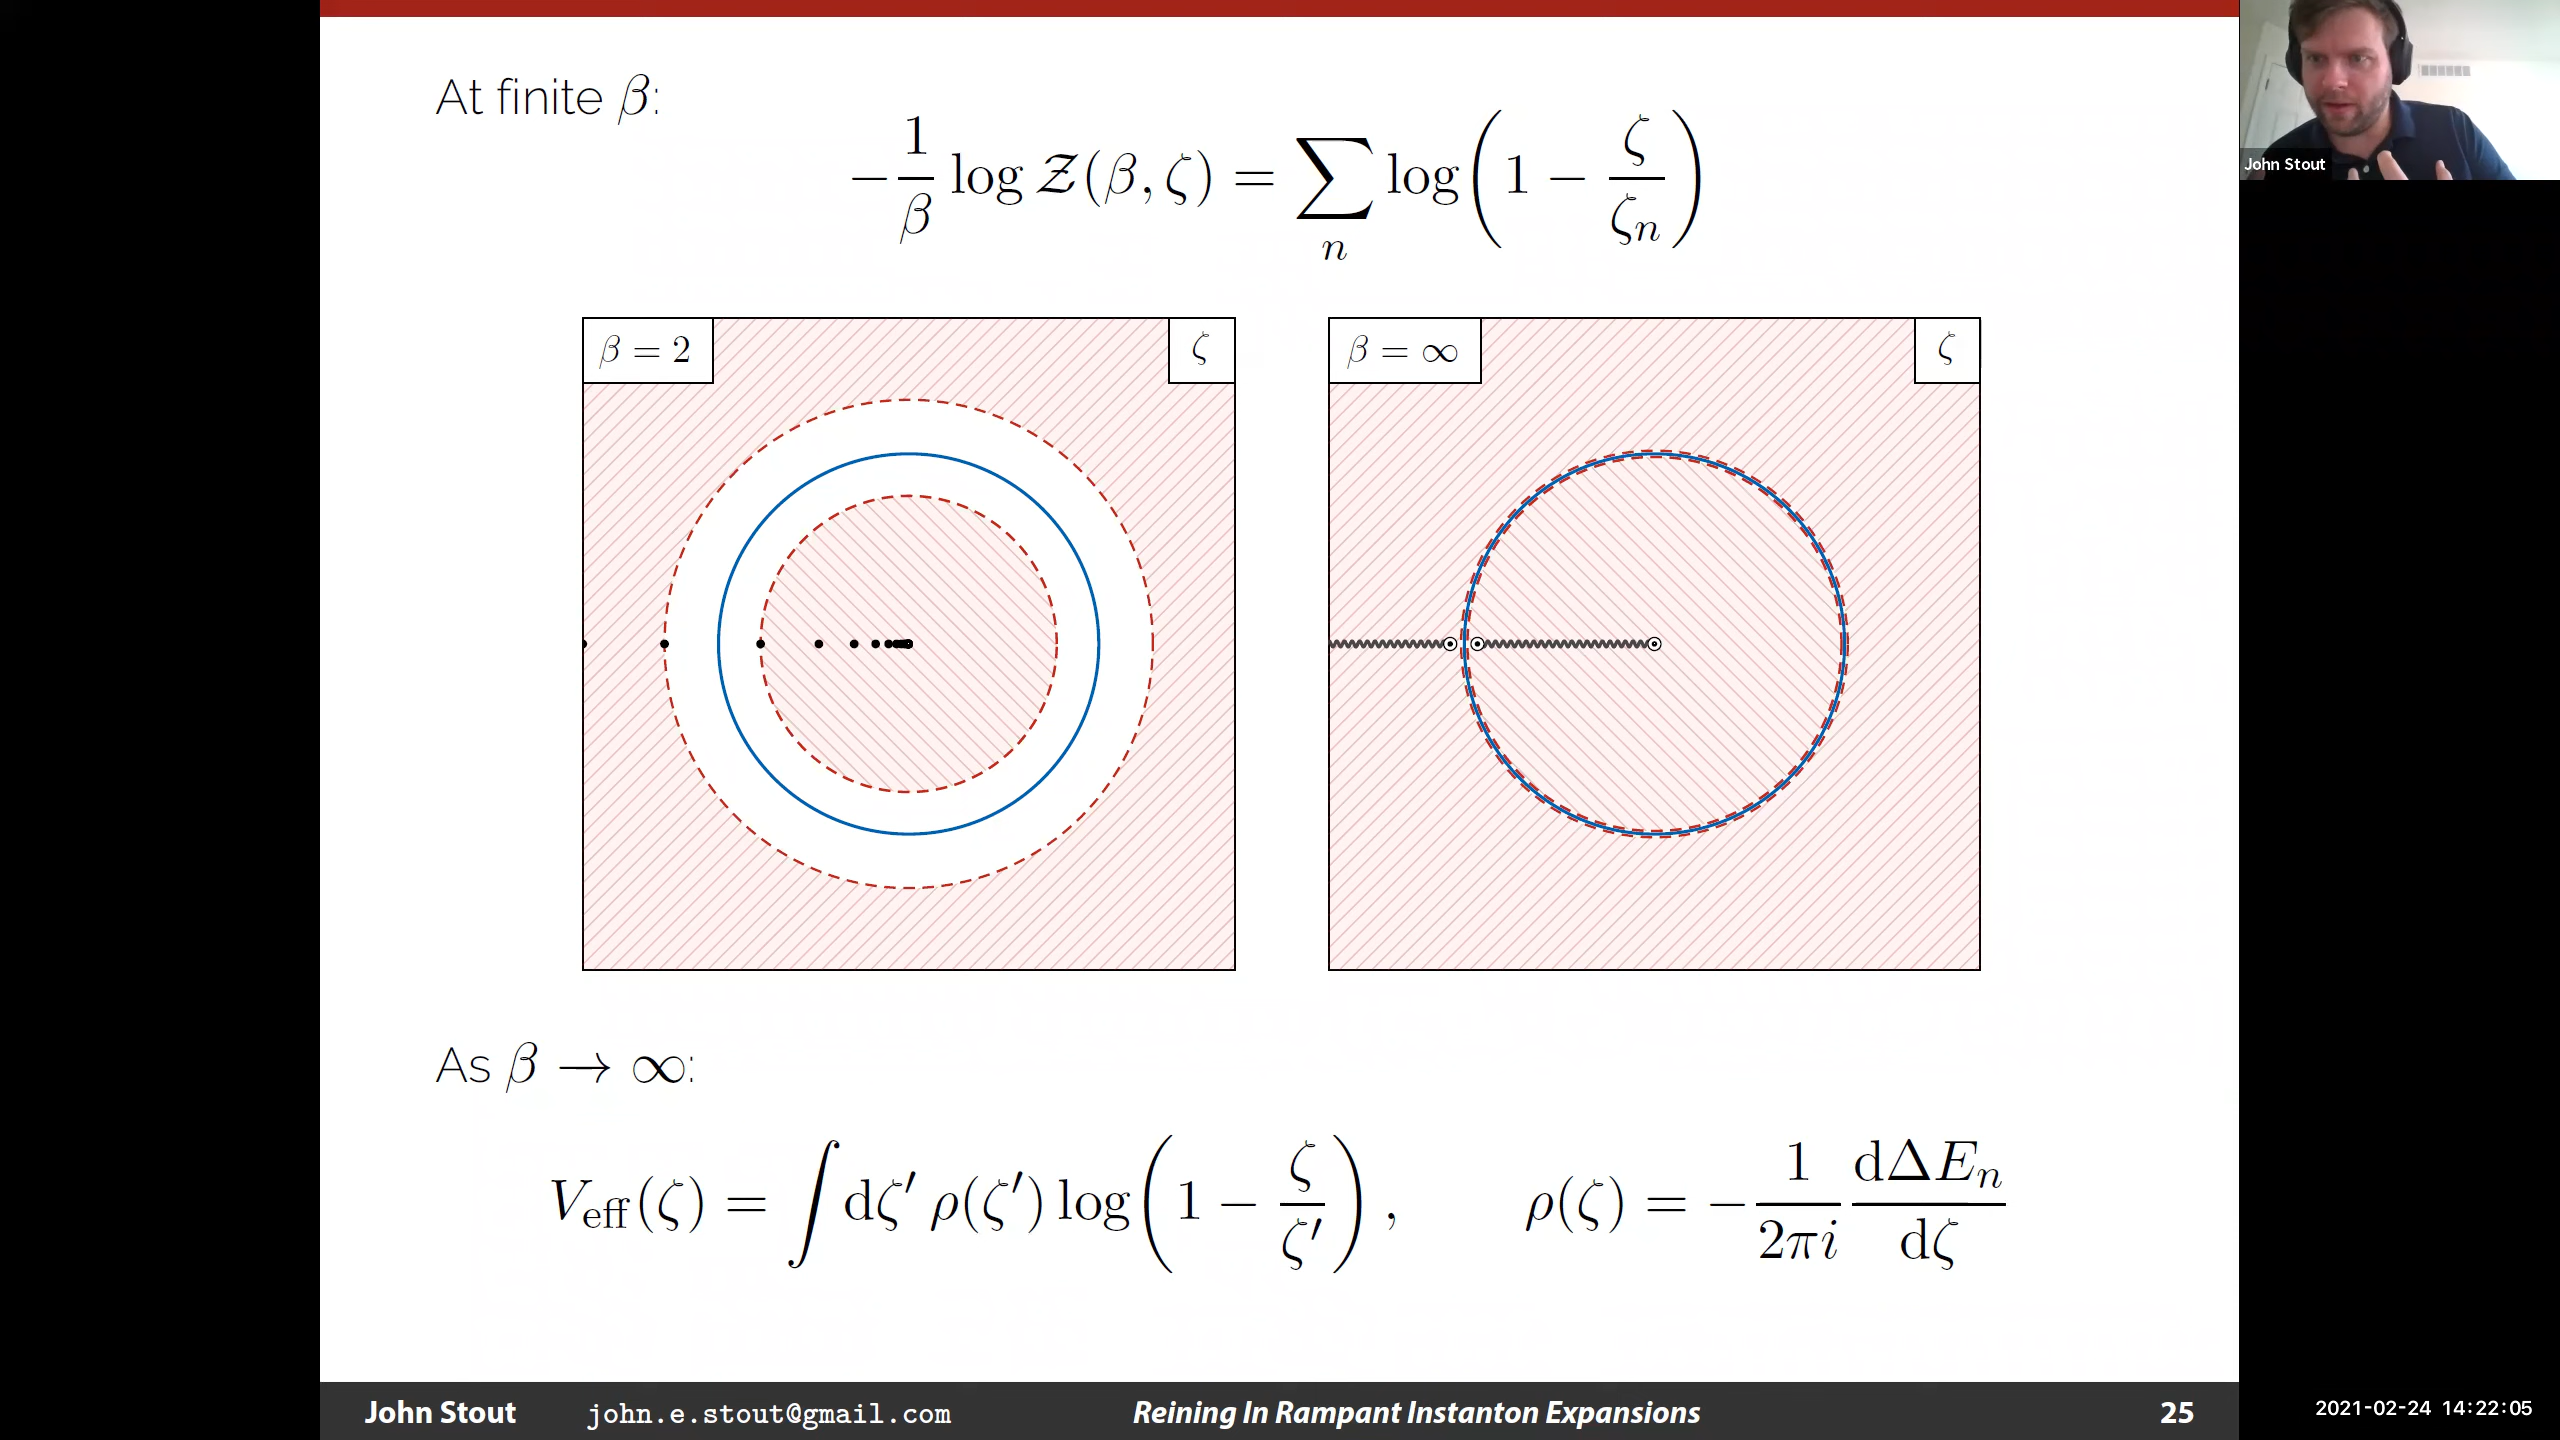 At finite β:
−1/β log 𝒵(β, ζ) = ∑_n log(1 − ζ/ζ_n)
β = 2
ζ
β = ∞
ζ
As β → ∞:
V_eff(ζ) = ∫ dζ′ ρ(ζ′) log(1 − ζ/ζ′), ρ(ζ) = −1/(2πi) dΔE_n/dζ
John Stout john.e.stout@gmail.com Reining In Rampant Instanton Expansions 25
John Stout
2021-02-24 14:22:05